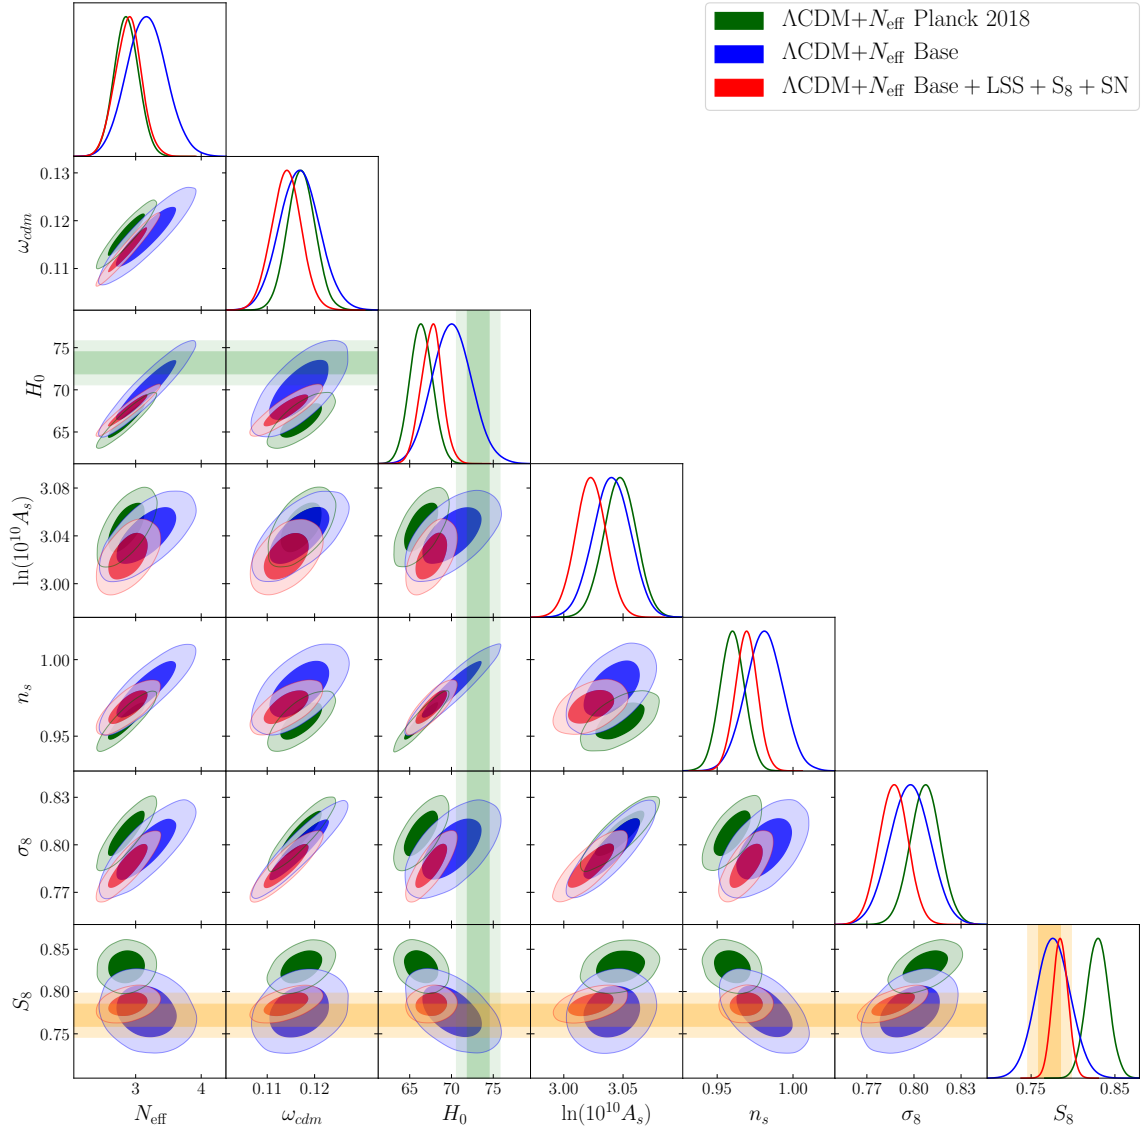 ΛCDM+N_eff Planck 2018
ΛCDM+N_eff Base
ΛCDM+N_eff Base + LSS + S_8 + SN
0.13
0.12
0.11
ω_cdm
75
70
65
H_0
3.08
3.04
3.00
ln(10^10 A_s)
1.00
0.95
n_s
0.83
0.80
0.77
σ_8
0.85
0.80
0.75
S_8
3 4
0.11 0.12
65 70 75
3.00 3.05
0.95 1.00
0.77 0.80 0.83
0.75 0.85
N_eff
ω_cdm
H_0
ln(10^10 A_s)
n_s
σ_8
S_8